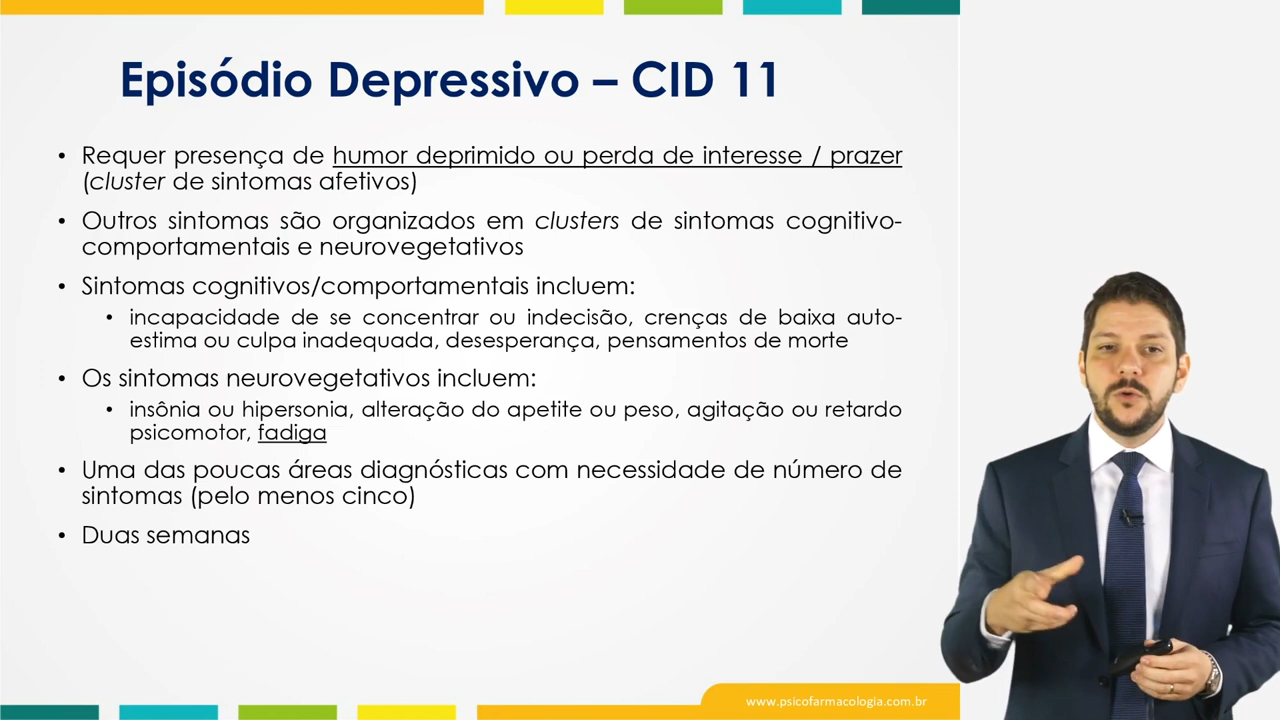 Episódio Depressivo – CID 11
• Requer presença de humor deprimido ou perda de interesse / prazer
(cluster de sintomas afetivos)
• Outros sintomas são organizados em clusters de sintomas cognitivo-
comportamentais e neurovegetativos
• Sintomas cognitivos/comportamentais incluem:
• incapacidade de se concentrar ou indecisão, crenças de baixa auto-
estima ou culpa inadequada, desesperança, pensamentos de morte
• Os sintomas neurovegetativos incluem:
• insônia ou hipersonia, alteração do apetite ou peso, agitação ou retardo
psicomotor, fadiga
• Uma das poucas áreas diagnósticas com necessidade de número de
sintomas (pelo menos cinco)
• Duas semanas
www.psicofarmacologia.com.br